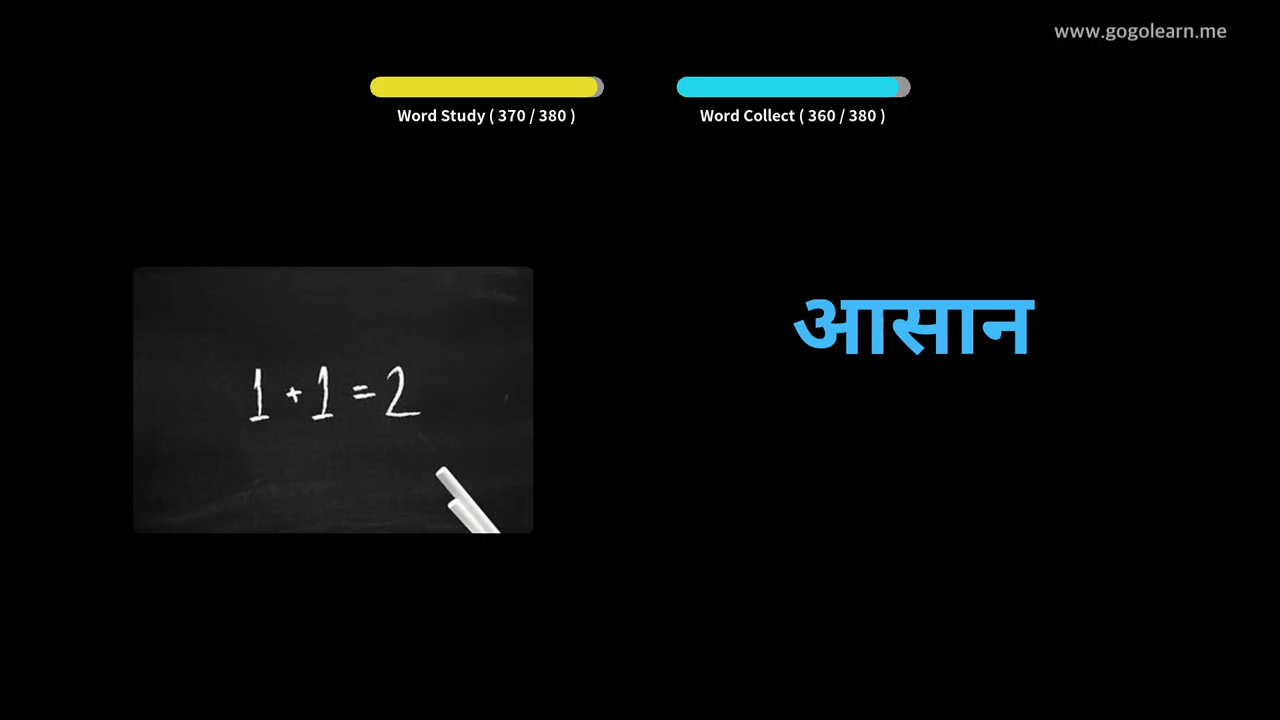 www.gogolearn.me
Word Study ( 370 / 380 )
Word Collect ( 360 / 380 )
1 + 1 = 2
आसान